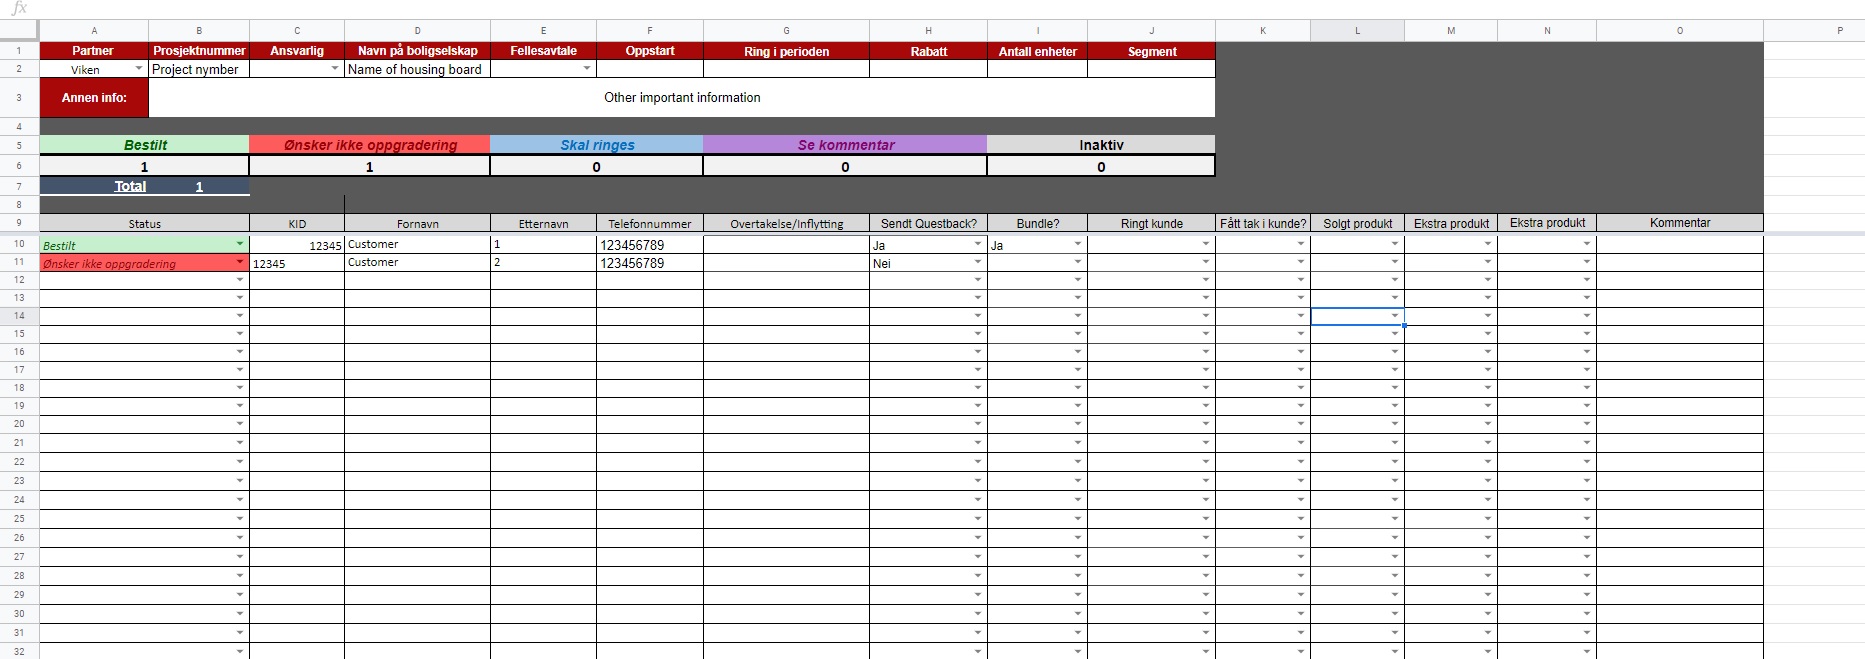 fx
A B C D E F G H I J K L M N O P
1 Partner Prosjektnummer Ansvarlig Navn på boligselskap Fellesavtale Oppstart Ring i perioden Rabatt Antall enheter Segment
2 Viken Project nymber Name of housing board
3 Annen info: Other important information
4
5 Bestilt Ønsker ikke oppgradering Skal ringes Se kommentar Inaktiv
6 1 1 0 0 0
7 Total 1
8
9 Status KID Fornavn Etternavn Telefonnummer Overtakelse/Inflytting Sendt Questback? Bundle? Ringt kunde Fått tak i kunde? Solgt produkt Ekstra produkt Ekstra produkt Kommentar
10 Bestilt 12345 Customer 1 123456789 Ja Ja
11 Ønsker ikke oppgradering 12345 Customer 2 123456789 Nei
12
13
14
15
16
17
18
19
20
21
22
23
24
25
26
27
28
29
30
31
32